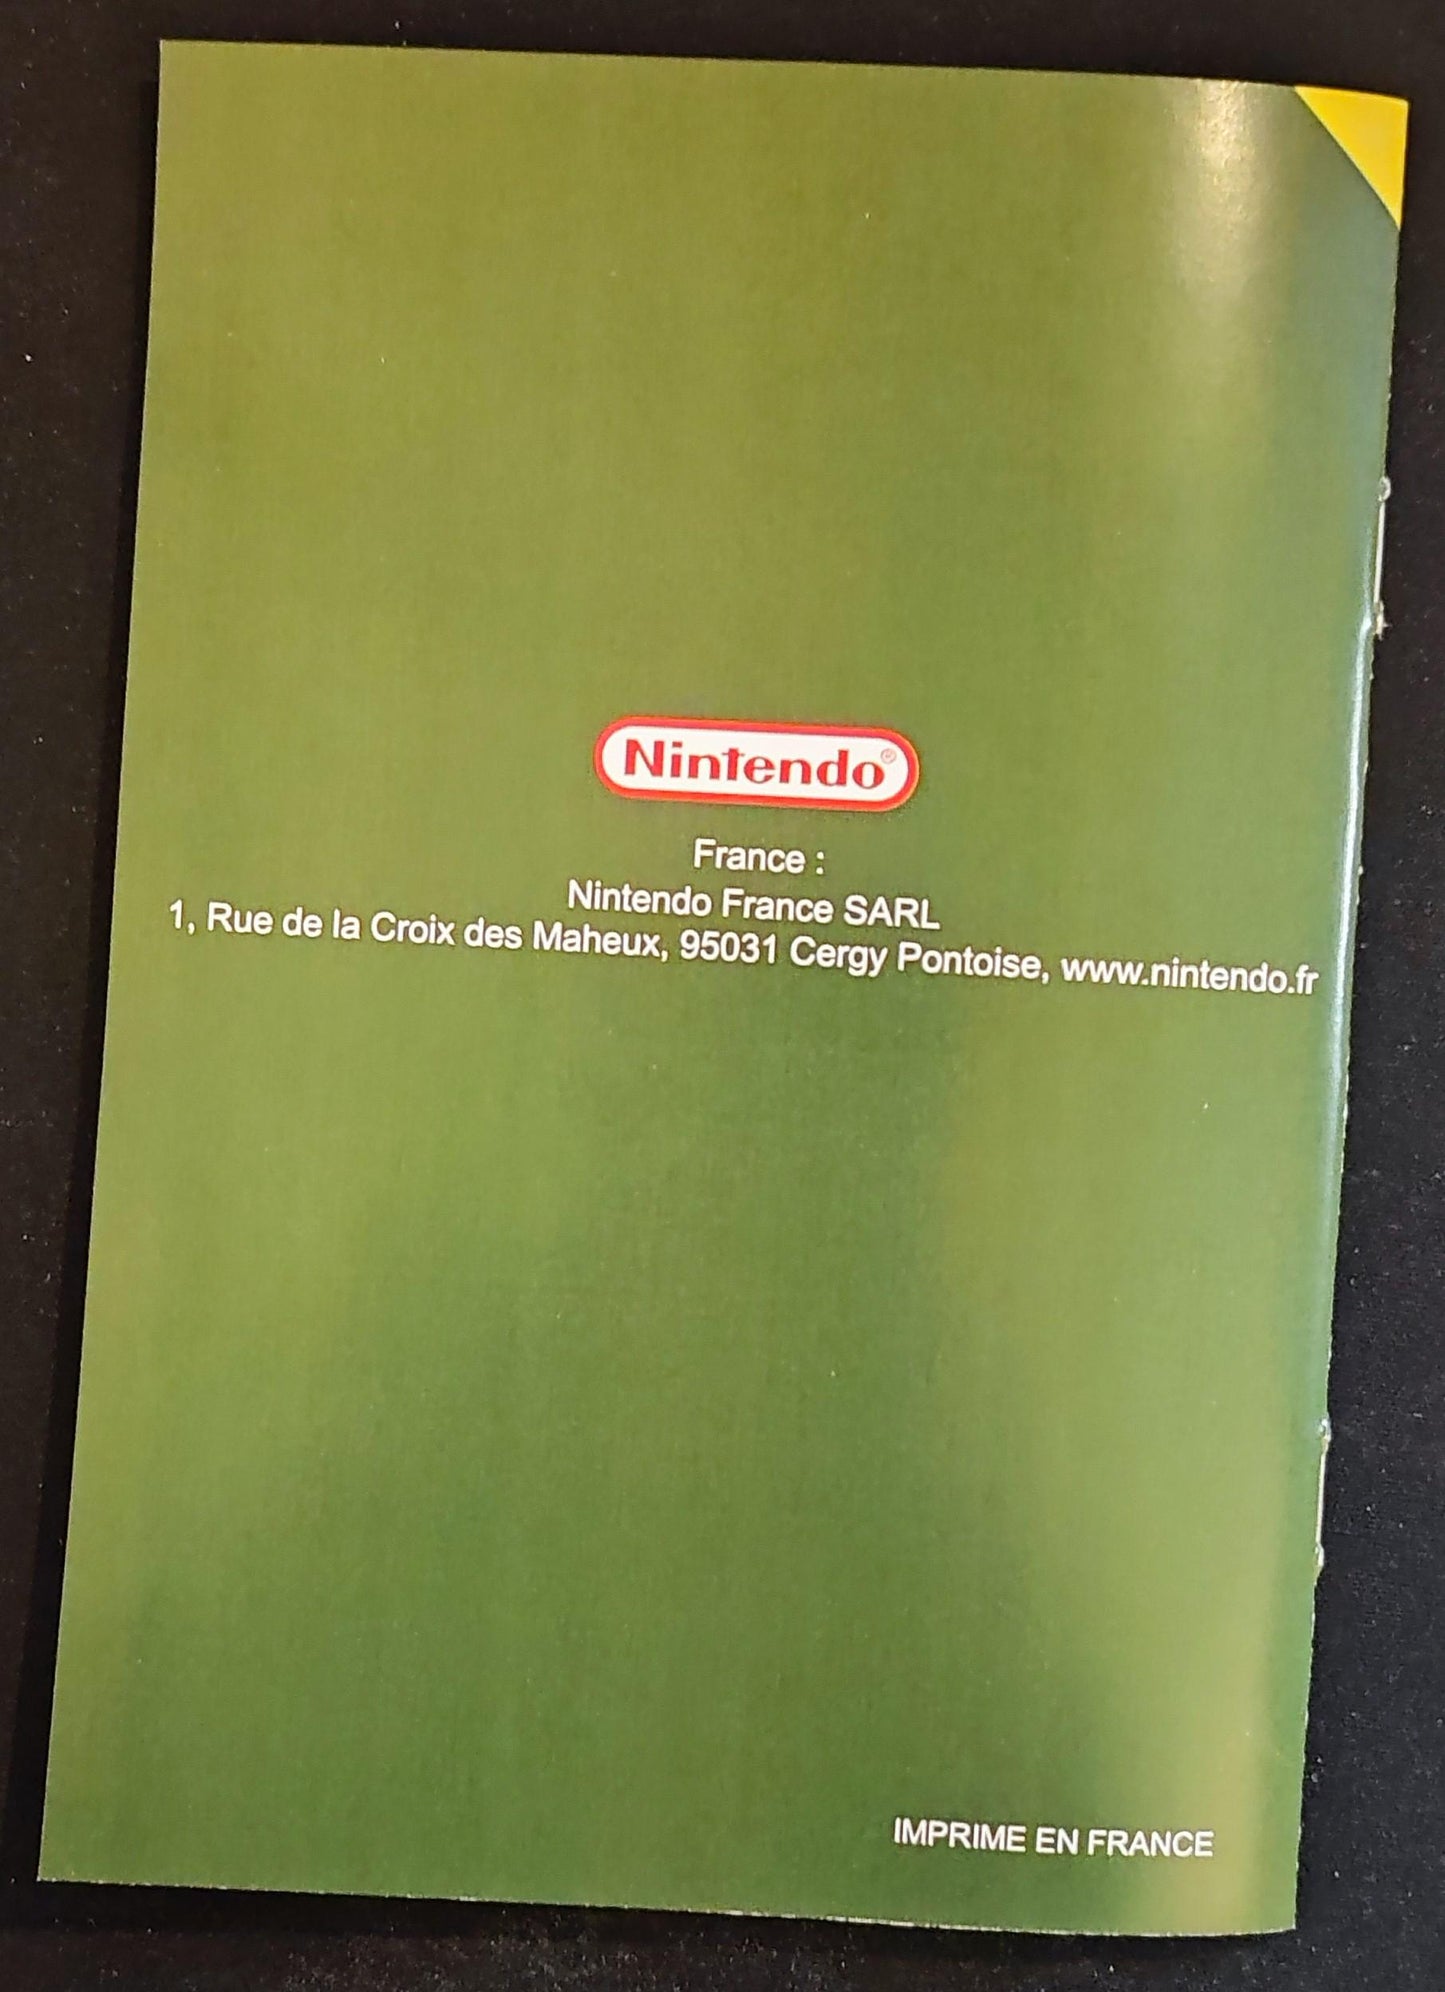 Nintendo®
France :
Nintendo France SARL
1, Rue de la Croix des Maheux, 95031 Cergy Pontoise, www.nintendo.fr
IMPRIME EN FRANCE